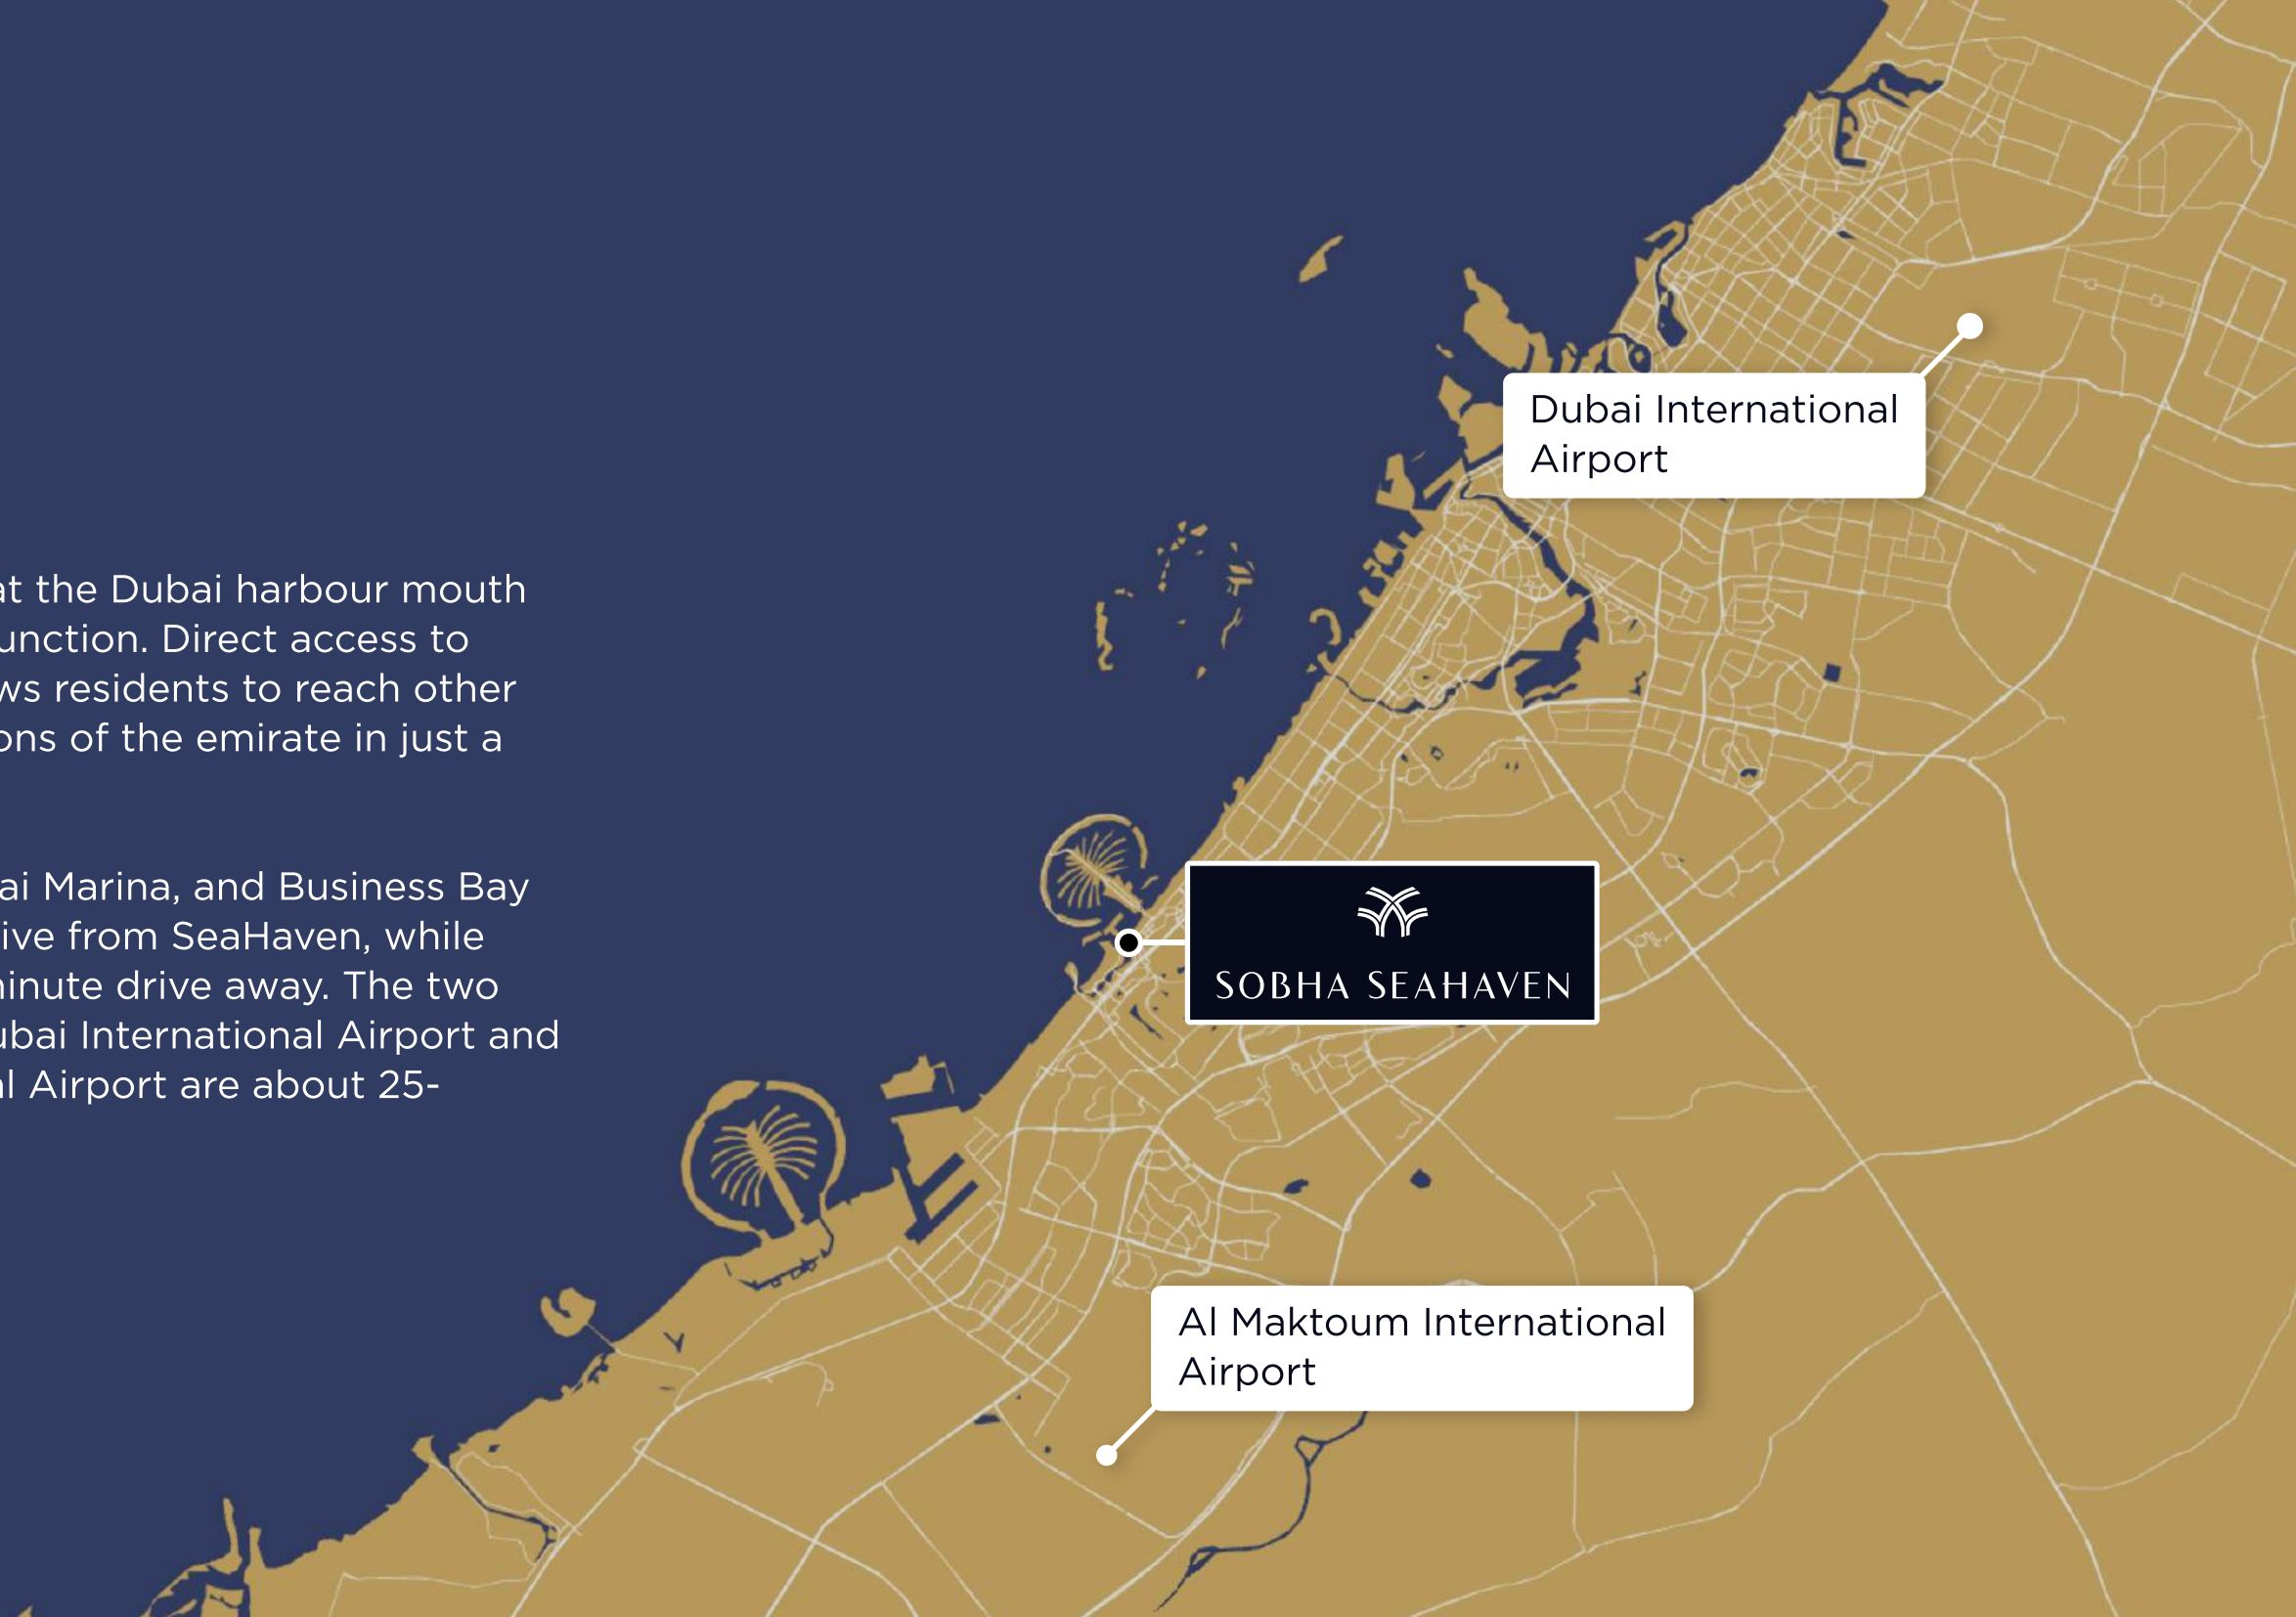 at the Dubai harbour mouth
unction. Direct access to
ws residents to reach other
ons of the emirate in just a
ai Marina, and Business Bay
ive from SeaHaven, while
inute drive away. The two
ubai International Airport and
l Airport are about 25-
Dubai International
Airport
SOBHA SEAHAVEN
Al Maktoum International
Airport